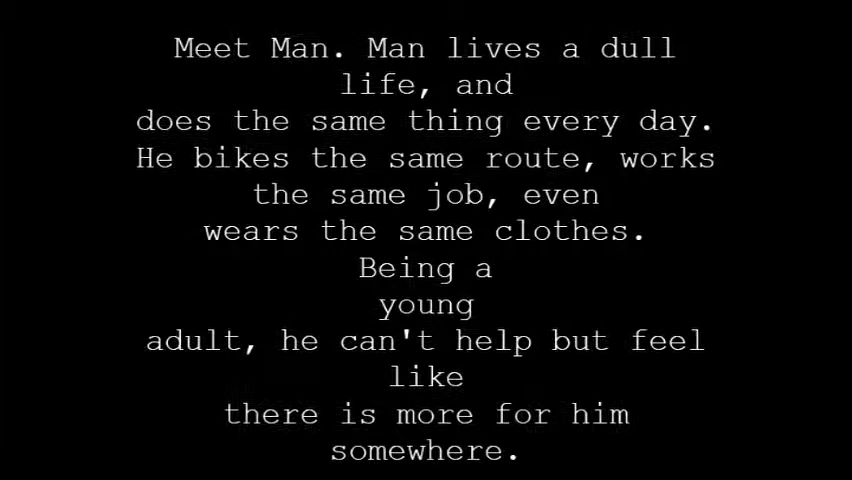 Meet Man. Man lives a dull
life, and
does the same thing every day.
He bikes the same route, works
the same job, even
wears the same clothes.
Being a
young
adult, he can't help but feel
like
there is more for him
somewhere.